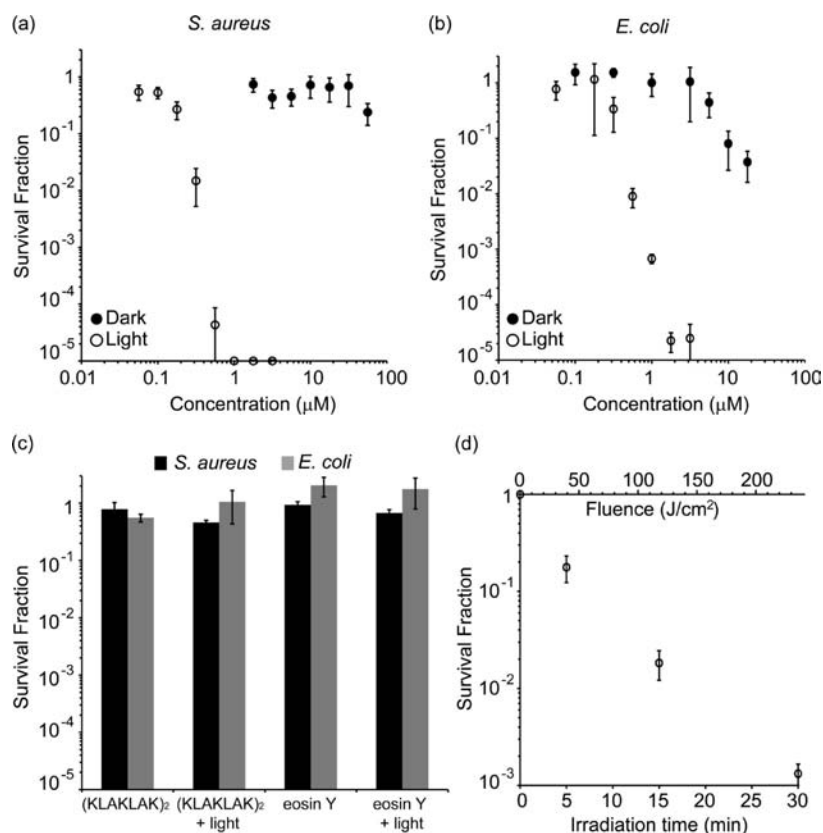 (a)
S. aureus
Survival Fraction
1
10⁻¹
10⁻²
10⁻³
10⁻⁴
10⁻⁵
Dark
Light
0.01
0.1
1
10
100
Concentration (μM)
(b)
E. coli
Survival Fraction
1
10⁻¹
10⁻²
10⁻³
10⁻⁴
10⁻⁵
Dark
Light
0.01
0.1
1
10
100
Concentration (μM)
(c)
S. aureus
E. coli
Survival Fraction
1
10⁻¹
10⁻²
10⁻³
10⁻⁴
10⁻⁵
(KLAKLAK)₂
(KLAKLAK)₂
+ light
eosin Y
eosin Y
+ light
(d)
0 50 100 150 200
Fluence (J/cm²)
Survival Fraction
1
10⁻¹
10⁻²
10⁻³
0 5 10 15 20 25 30
Irradiation time (min)